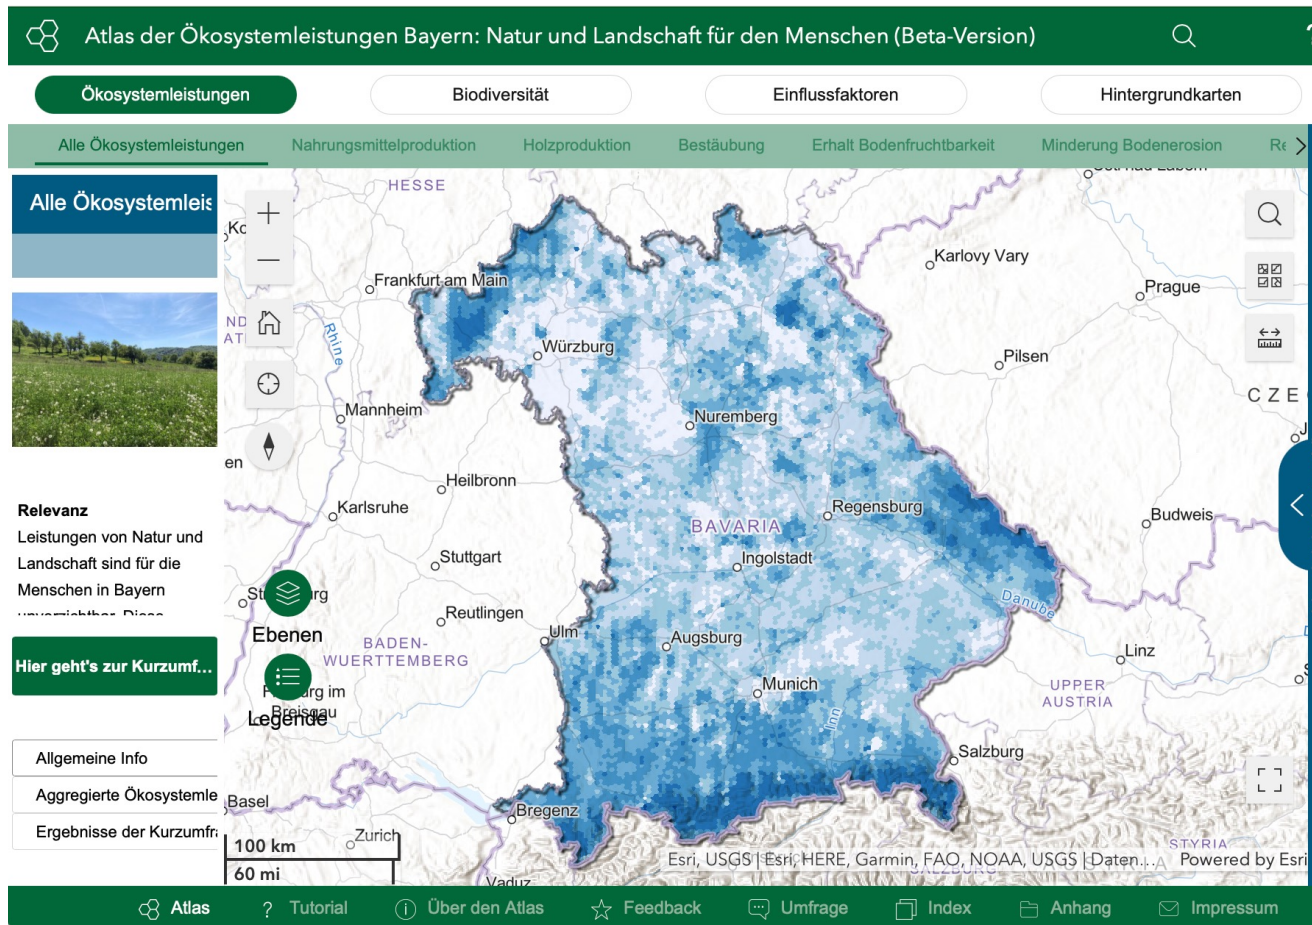 Atlas der Ökosystemleistungen Bayern: Natur und Landschaft für den Menschen (Beta-Version)
Ökosystemleistungen
Biodiversität
Einflussfaktoren
Hintergrundkarten
Alle Ökosystemleistungen
Nahrungsmittelproduktion
Holzproduktion
Bestäubung
Erhalt Bodenfruchtbarkeit
Minderung Bodenerosion
Alle Ökosystemleis
Relevanz
Leistungen von Natur und
Landschaft sind für die
Menschen in Bayern
Hier geht's zur Kurzumf...
Allgemeine Info
Aggregierte Ökosystemle
Ergebnisse der Kurzumfra
HESSE
Karlovy Vary
Frankfurt am Main
Prague
Rhine
Würzburg
Pilsen
CZE
Mannheim
Nuremberg
en
Heilbronn
Karlsruhe
Regensburg
Budweis
BAVARIA
Stuttgart
Ingolstadt
Danube
Reutlingen
Ebenen
Ulm
Augsburg
BADEN-
WUERTTEMBERG
Linz
Munich
UPPER
AUSTRIA
Inn
Legende
Breisgau
Salzburg
Basel
Bregenz
Zurich
100 km
60 mi
Vaduz
STYRIA
Esri, USGS | Esri, HERE, Garmin, FAO, NOAA, USGS | Daten...
Powered by Esri
Atlas
? Tutorial
Über den Atlas
Feedback
Umfrage
Index
Anhang
Impressum